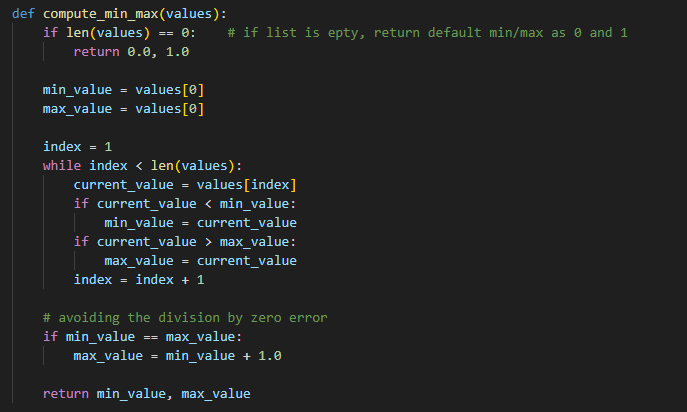 def compute_min_max(values):
    if len(values) == 0:    # if list is epty, return default min/max as 0 and 1
        return 0.0, 1.0

    min_value = values[0]
    max_value = values[0]

    index = 1
    while index < len(values):
        current_value = values[index]
        if current_value < min_value:
            min_value = current_value
        if current_value > max_value:
            max_value = current_value
        index = index + 1

    # avoiding the division by zero error
    if min_value == max_value:
        max_value = min_value + 1.0

    return min_value, max_value